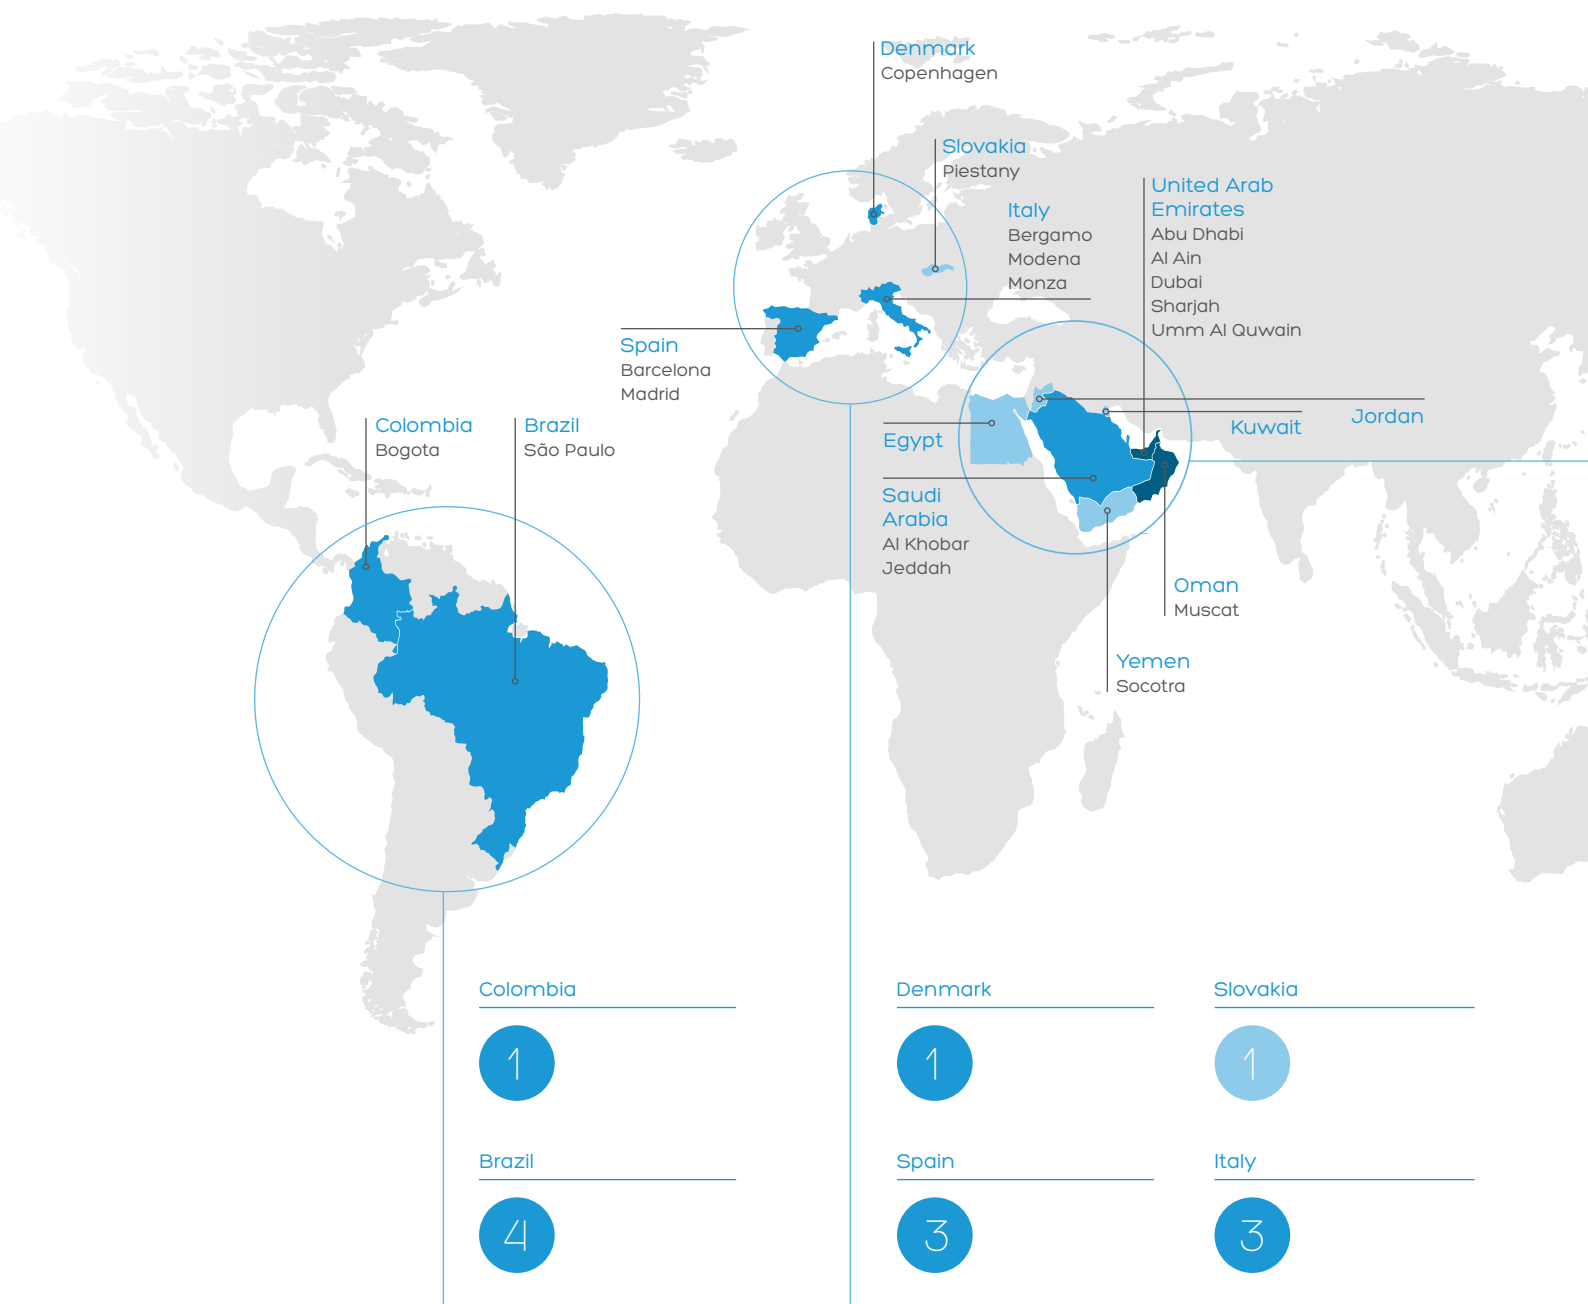 Denmark
Copenhagen
Slovakia
Piestany
Italy
Bergamo
Modena
Monza
United Arab
Emirates
Abu Dhabi
Al Ain
Dubai
Sharjah
Umm Al Quwain
Spain
Barcelona
Madrid
Colombia
Bogota
Brazil
São Paulo
Egypt
Kuwait
Jordan
Saudi
Arabia
Al Khobar
Jeddah
Oman
Muscat
Yemen
Socotra
Colombia
1
Denmark
1
Slovakia
1
Brazil
4
Spain
3
Italy
3